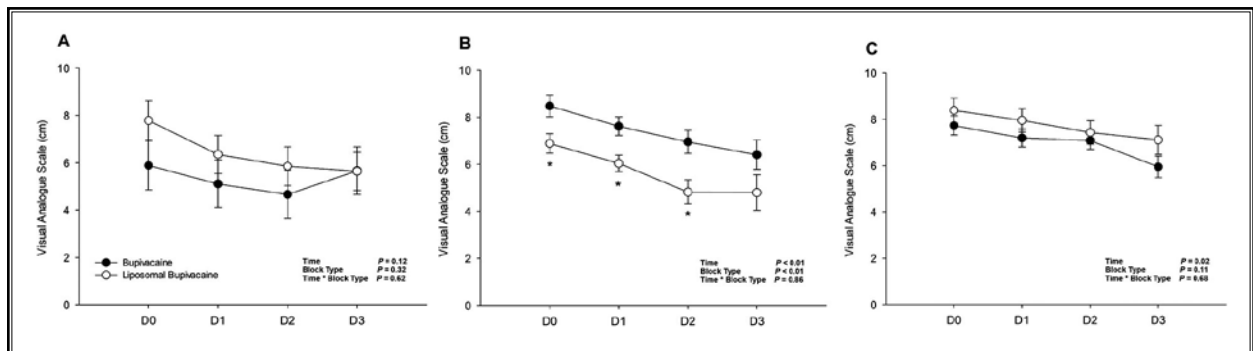 A
Visual Analogue Scale (cm)
10
8
6
4
2
0
Bupivacaine
Liposomal Bupivacaine
Time P = 0.12
Block Type P = 0.32
Time * Block Type P = 0.62
D0 D1 D2 D3
B
Visual Analogue Scale (cm)
10
8
6
4
2
0
* * *
Time P < 0.01
Block Type P < 0.01
Time * Block Type P = 0.86
D0 D1 D2 D3
C
Visual Analogue Scale (cm)
10
8
6
4
2
0
Time P = 0.02
Block Type P = 0.11
Time * Block Type P = 0.68
D0 D1 D2 D3